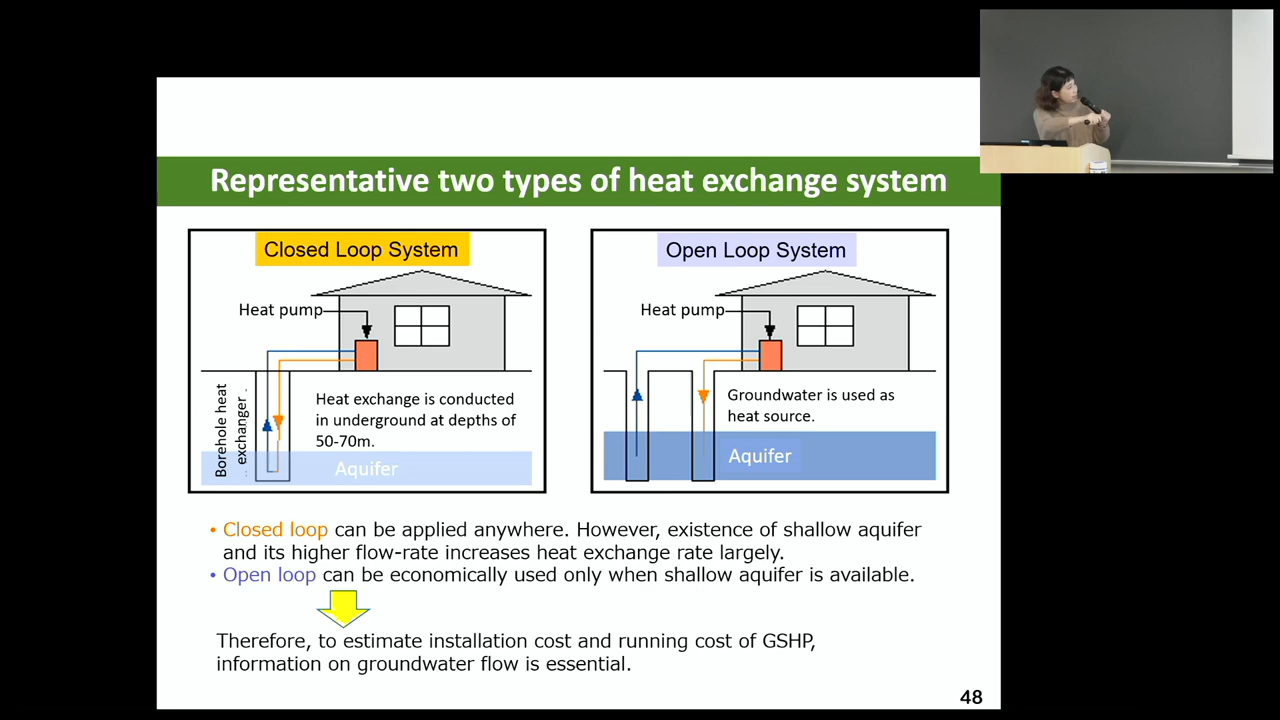 Representative two types of heat exchange system
Closed Loop System
Heat pump
Borehole heat
exchanger
Heat exchange is conducted
in underground at depths of
50-70m.
Aquifer
Open Loop System
Heat pump
Groundwater is used as
heat source.
Aquifer
• Closed loop can be applied anywhere. However, existence of shallow aquifer
and its higher flow-rate increases heat exchange rate largely.
• Open loop can be economically used only when shallow aquifer is available.
Therefore, to estimate installation cost and running cost of GSHP,
information on groundwater flow is essential.
48